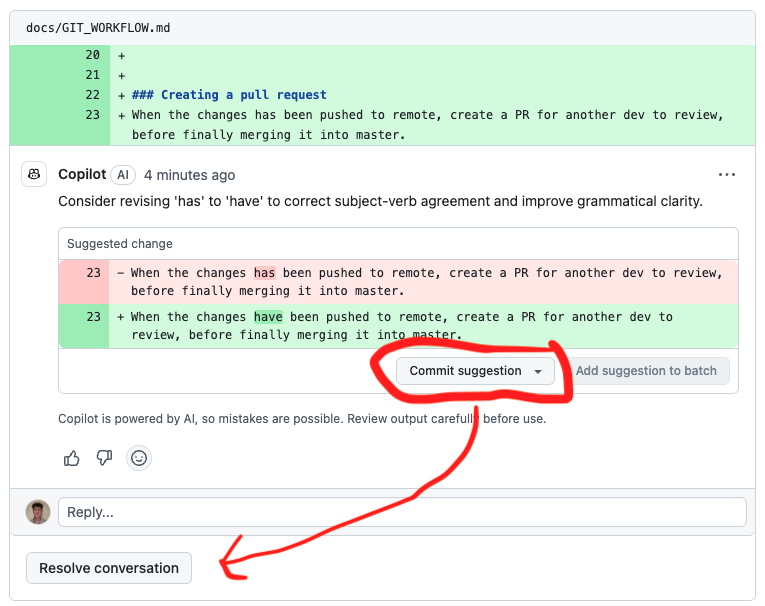 docs/GIT_WORKFLOW.md
20 +
21 +
22 + ### Creating a pull request
23 + When the changes has been pushed to remote, create a PR for another dev to review,
before finally merging it into master.
Copilot AI 4 minutes ago ...
Consider revising 'has' to 'have' to correct subject-verb agreement and improve grammatical clarity.
Suggested change
23 - When the changes has been pushed to remote, create a PR for another dev to review,
before finally merging it into master.
23 + When the changes have been pushed to remote, create a PR for another dev to
review, before finally merging it into master.
Commit suggestion Add suggestion to batch
Copilot is powered by AI, so mistakes are possible. Review output carefully before use.
Reply...
Resolve conversation